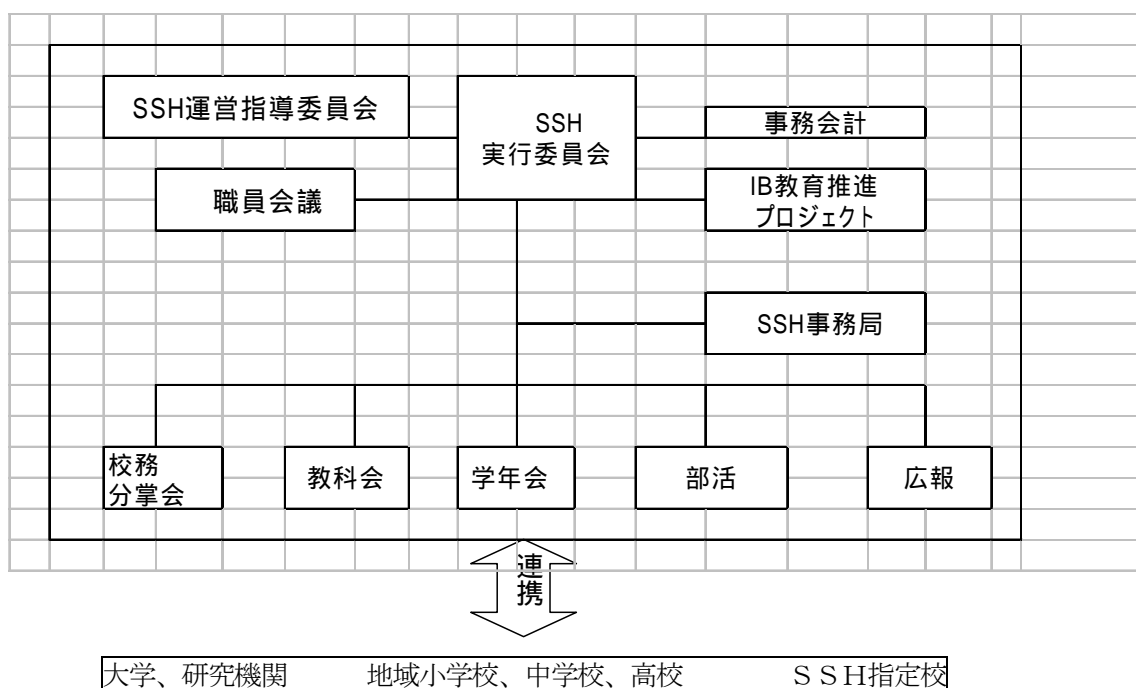 SSH運営指導委員会
SSH
実行委員会
事務会計
職員会議
IB教育推進
プロジェクト
SSH事務局
校務
分掌会
教科会
学年会
部活
広報
連
携
大学、研究機関　　　地域小学校、中学校、高校　　　　ＳＳＨ指定校